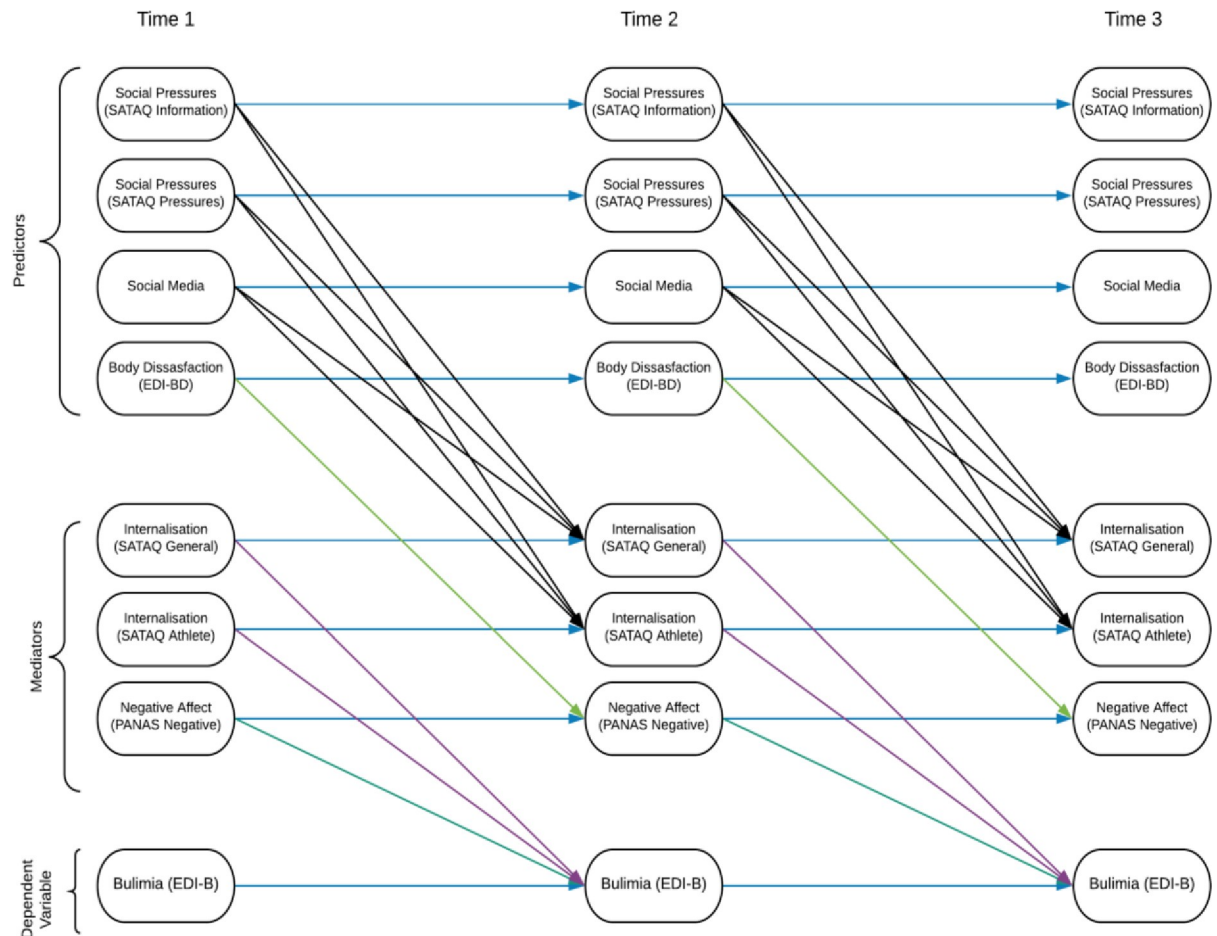 Time 1
Time 2
Time 3
Predictors
Social Pressures
(SATAQ Information)
Social Pressures
(SATAQ Information)
Social Pressures
(SATAQ Information)
Social Pressures
(SATAQ Pressures)
Social Pressures
(SATAQ Pressures)
Social Pressures
(SATAQ Pressures)
Social Media
Social Media
Social Media
Body Dissasfaction
(EDI-BD)
Body Dissasfaction
(EDI-BD)
Body Dissasfaction
(EDI-BD)
Mediators
Internalisation
(SATAQ General)
Internalisation
(SATAQ General)
Internalisation
(SATAQ General)
Internalisation
(SATAQ Athlete)
Internalisation
(SATAQ Athlete)
Internalisation
(SATAQ Athlete)
Negative Affect
(PANAS Negative)
Negative Affect
(PANAS Negative)
Negative Affect
(PANAS Negative)
Dependent
Variable
Bulimia (EDI-B)
Bulimia (EDI-B)
Bulimia (EDI-B)